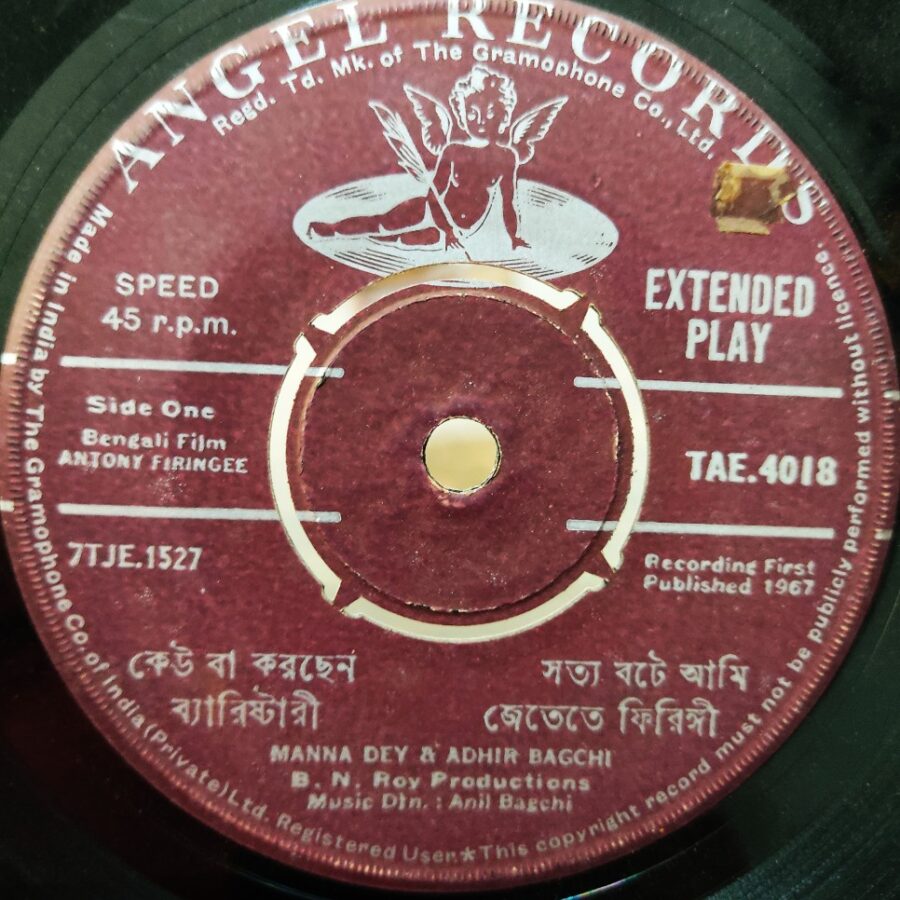 ANGEL RECORDS
Regd. Td. Mk. of The Gramophone Co., Ltd.
SPEED
45 r.p.m.
EXTENDED
PLAY
Side One
Bengali Film
ANTONY FIRINGEE
TAE.4018
7TJE.1527
Recording First
Published 1967
কেউ বা করছেন
ব্যারিষ্টারী
সত্য বটে আমি
জেতেতে ফিরিঙ্গী
MANNA DEY & ADHIR BAGCHI
B. N. Roy Productions
Music Dtn. : Anil Bagchi
Made in India by The Gramophone Co. of India (Private) Ltd. Registered User.★This copyright record must not be publicly performed without licence.